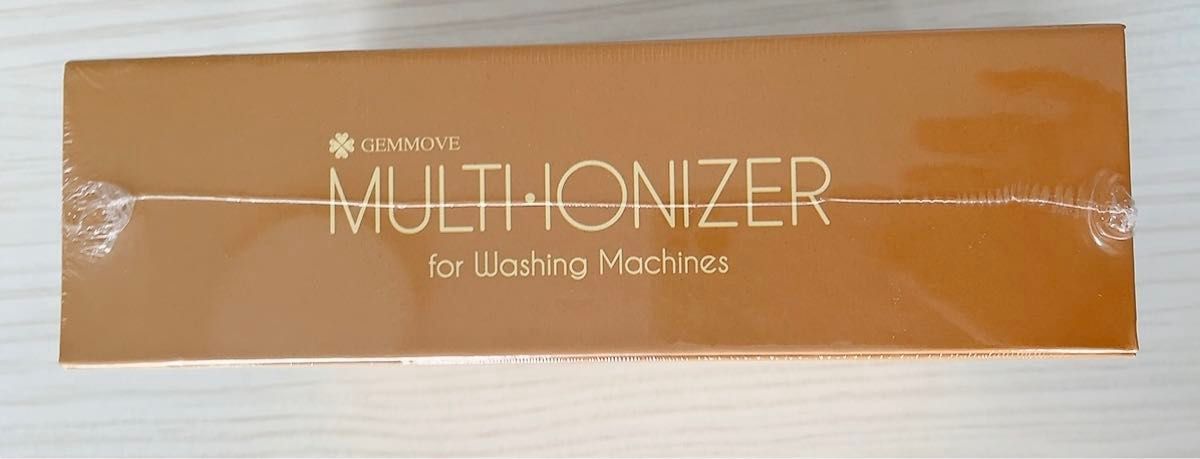 GEMMOVE
MULTI·IONIZER
for Washing Machines